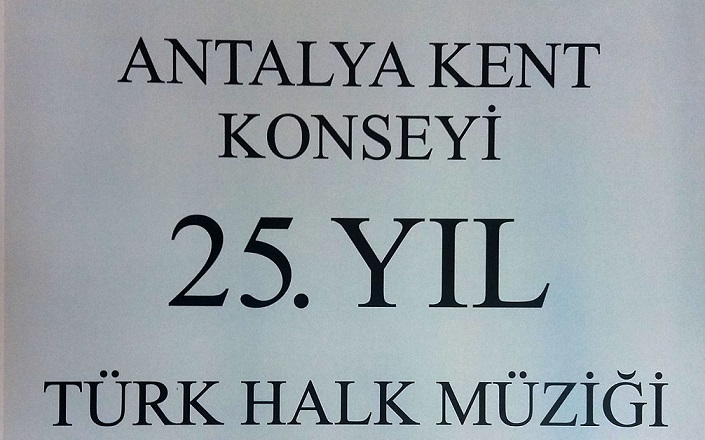 ANTALYA KENT
KONSEYİ
25. YIL
TÜRK HALK MÜZİĞİ